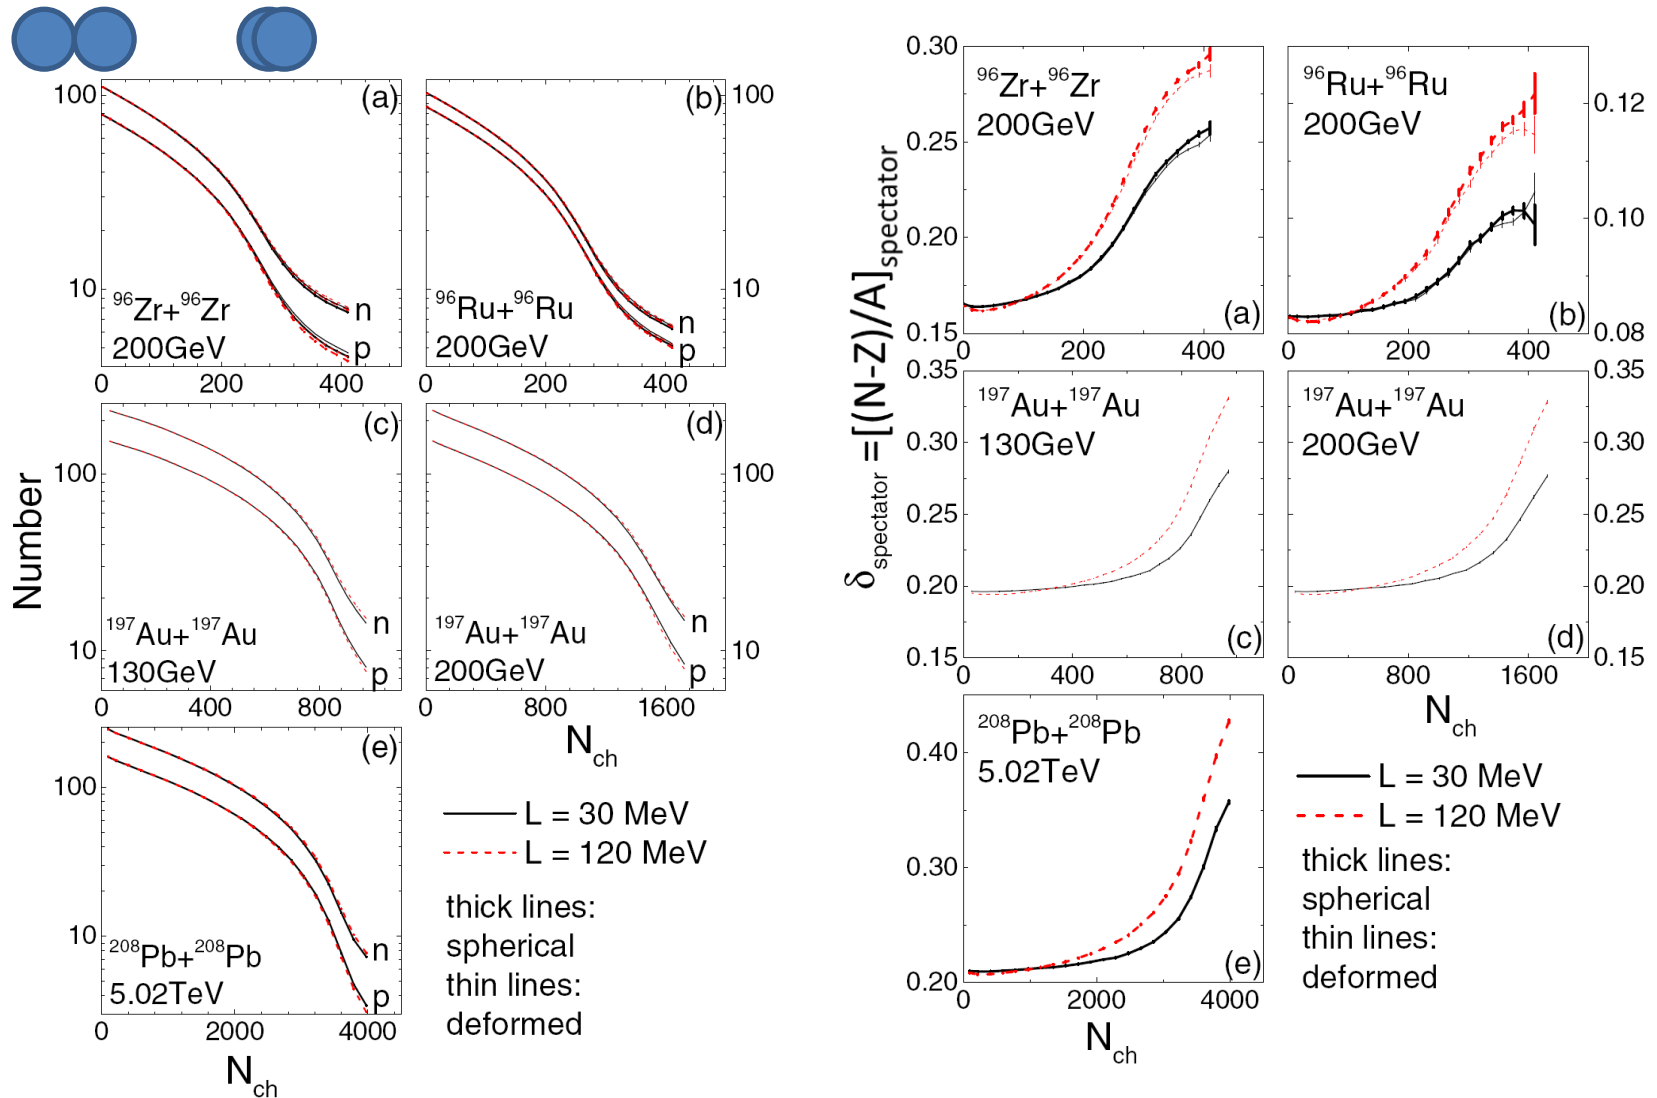 (a)
100
10
⁹⁶Zr+⁹⁶Zr
200GeV
n
p
0 200 400
(b)
100
10
⁹⁶Ru+⁹⁶Ru
200GeV
n
p
0 200 400
Number
(c)
100
10
¹⁹⁷Au+¹⁹⁷Au
130GeV
n
p
0 400 800
(d)
100
10
¹⁹⁷Au+¹⁹⁷Au
200GeV
n
p
0 800 1600
N_ch
(e)
100
10
²⁰⁸Pb+²⁰⁸Pb
5.02TeV
n
p
0 2000 4000
N_ch
L = 30 MeV
L = 120 MeV
thick lines:
spherical
thin lines:
deformed
δ_spectator=[(N-Z)/A]_spectator
0.30
0.25
0.20
0.15
⁹⁶Zr+⁹⁶Zr
200GeV
(a)
0 200 400
⁹⁶Ru+⁹⁶Ru
200GeV
0.12
0.10
0.08
(b)
0 200 400
0.35
0.30
0.25
0.20
0.15
¹⁹⁷Au+¹⁹⁷Au
130GeV
(c)
0 400 800
¹⁹⁷Au+¹⁹⁷Au
200GeV
0.35
0.30
0.25
0.20
0.15
(d)
0 800 1600
N_ch
0.40
0.30
0.20
²⁰⁸Pb+²⁰⁸Pb
5.02TeV
(e)
0 2000 4000
N_ch
L = 30 MeV
L = 120 MeV
thick lines:
spherical
thin lines:
deformed